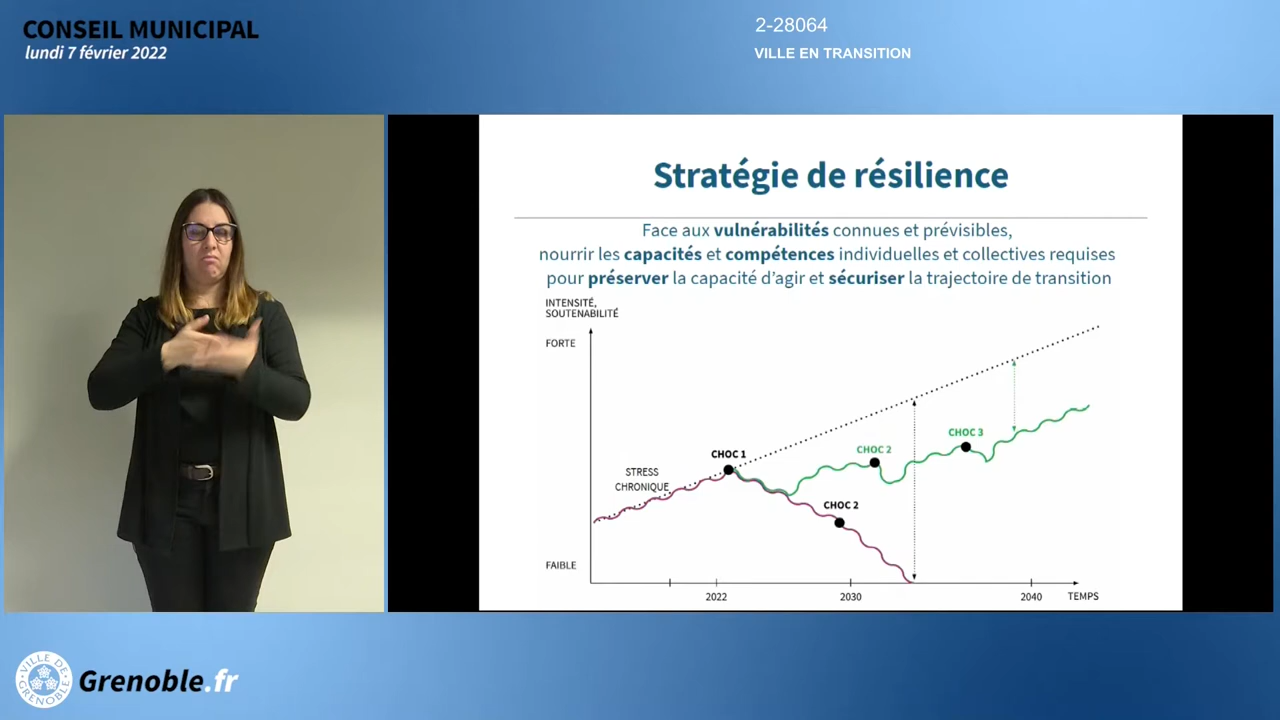 CONSEIL MUNICIPAL
lundi 7 février 2022
2-28064
VILLE EN TRANSITION
Stratégie de résilience
Face aux vulnérabilités connues et prévisibles,
nourrir les capacités et compétences individuelles et collectives requises
pour préserver la capacité d'agir et sécuriser la trajectoire de transition
INTENSITÉ,
SOUTENABILITÉ
FORTE
CHOC 1
STRESS
CHRONIQUE
CHOC 2
CHOC 3
CHOC 2
FAIBLE
2022
2030
2040
TEMPS
VILLE DE
GRENOBLE
Grenoble.fr